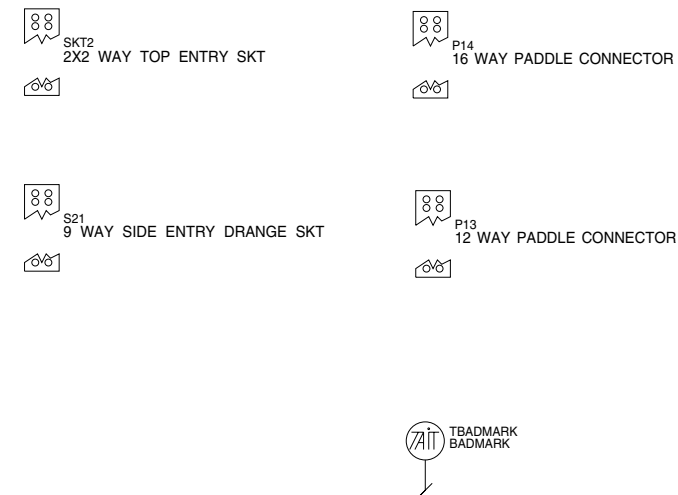 SKT2
2X2 WAY TOP ENTRY SKT
P14
16 WAY PADDLE CONNECTOR
S21
9 WAY SIDE ENTRY DRANGE SKT
P13
12 WAY PADDLE CONNECTOR
TAIT
TBADMARK
BADMARK